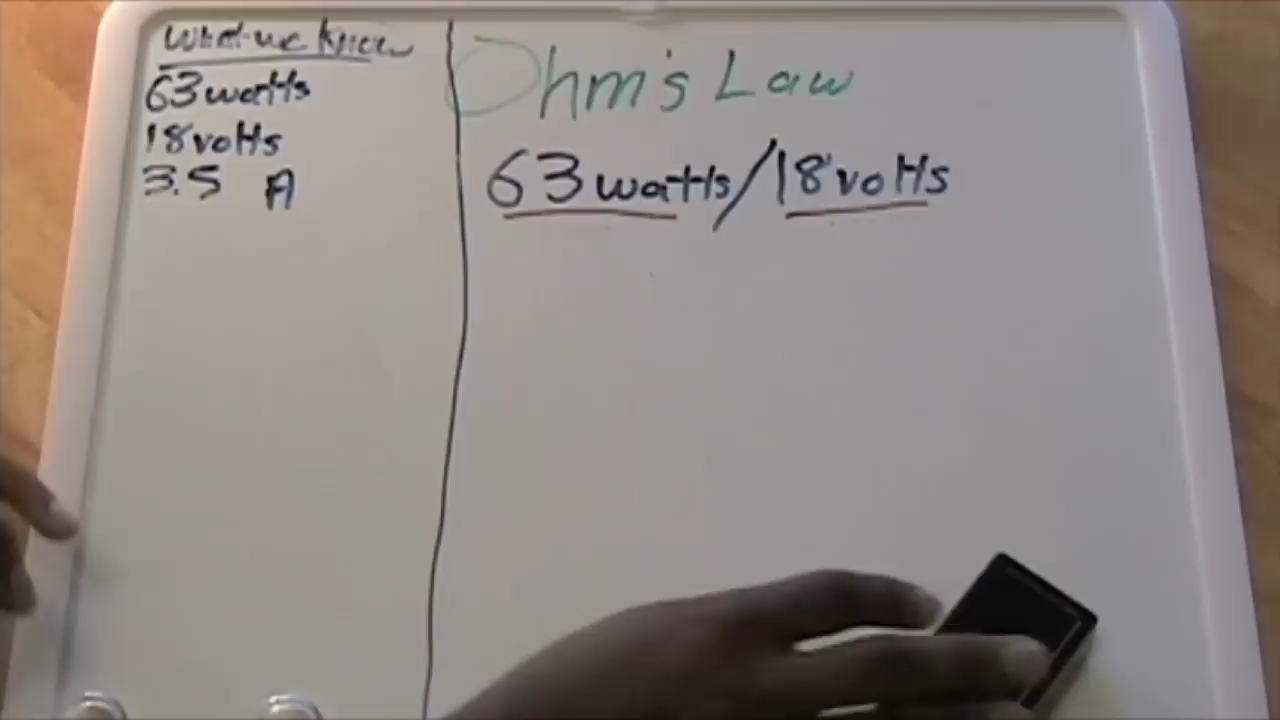 What we know
63 watts
18 volts
3.5 A
Ohm's Law
63 watts/18 volts